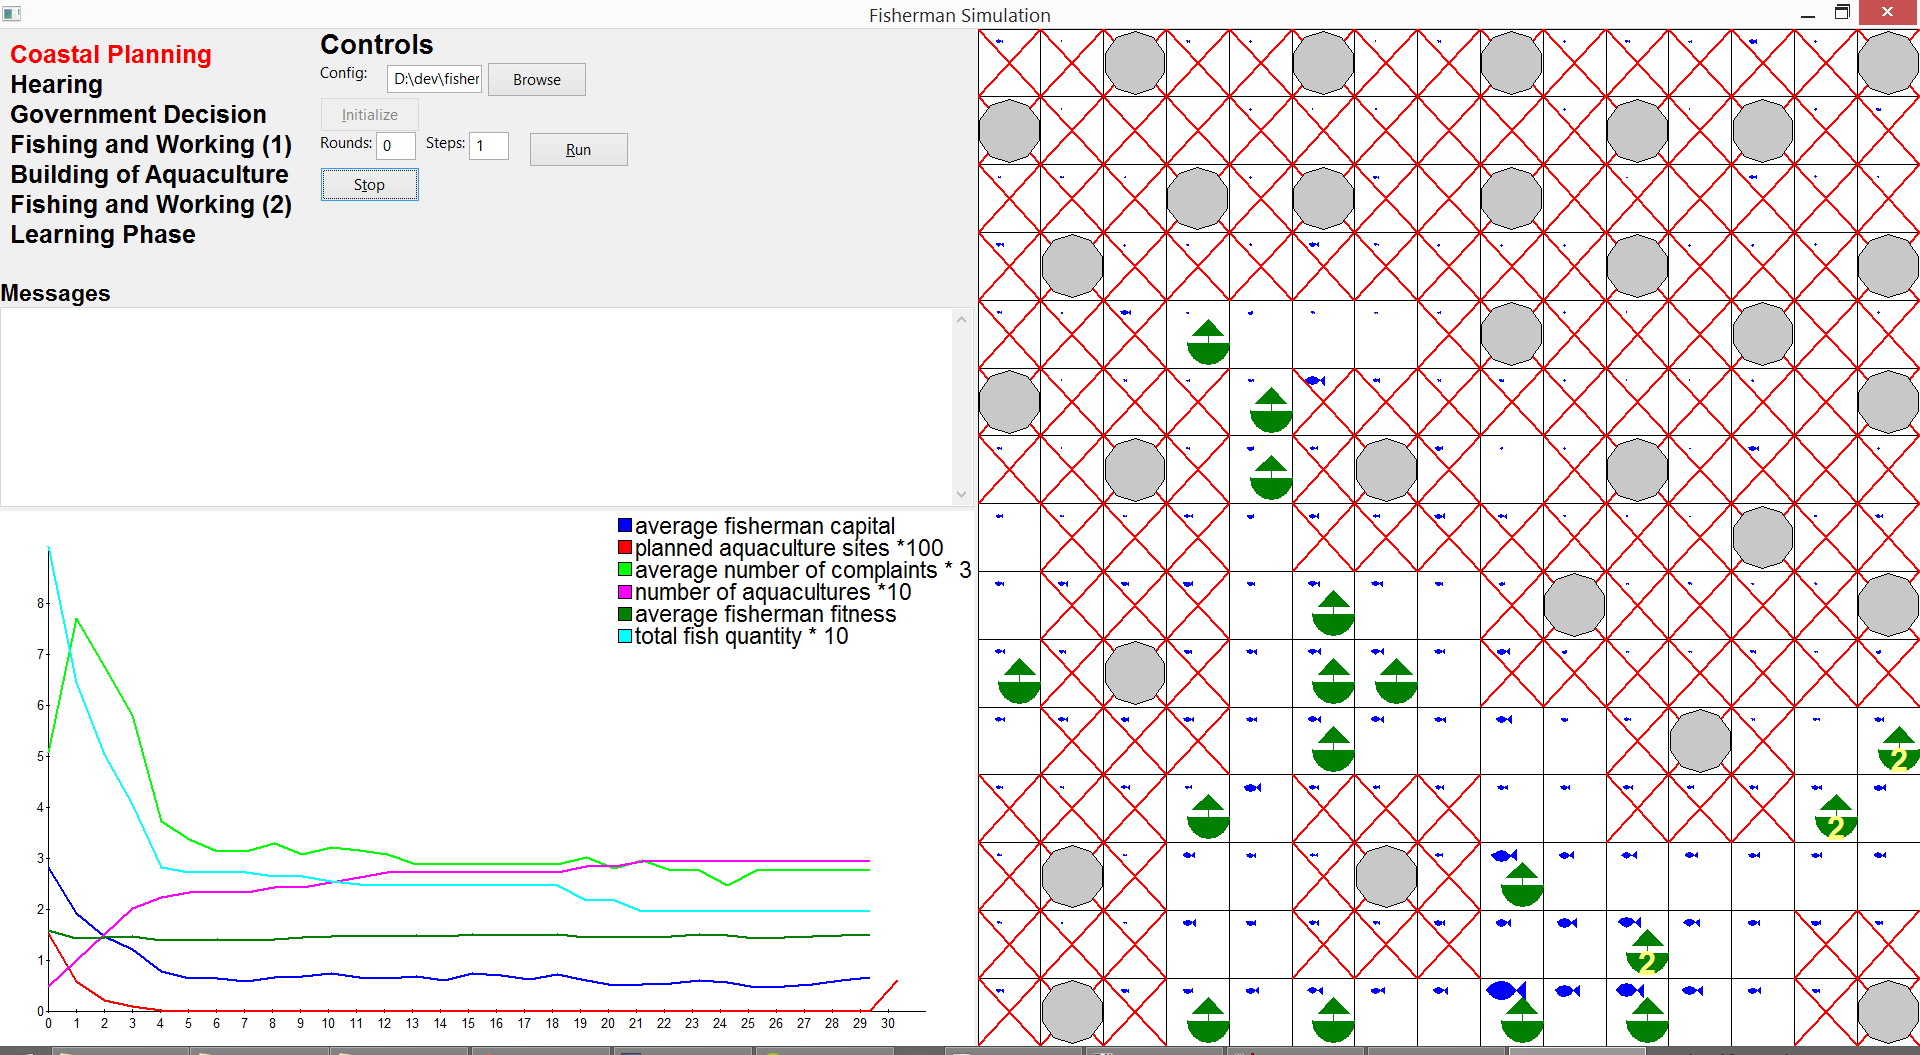 Fisherman Simulation
Coastal Planning
Hearing
Government Decision
Fishing and Working (1)
Building of Aquaculture
Fishing and Working (2)
Learning Phase
Controls
Config: D:\dev\fisher Browse
Initialize
Rounds: 0 Steps: 1 Run
Stop
Messages
average fisherman capital
planned aquaculture sites *100
average number of complaints * 3
number of aquacultures *10
average fisherman fitness
total fish quantity * 10
8
7
6
5
4
3
2
1
0
0 1 2 3 4 5 6 7 8 9 10 11 12 13 14 15 16 17 18 19 20 21 22 23 24 25 26 27 28 29 30
2
2
2